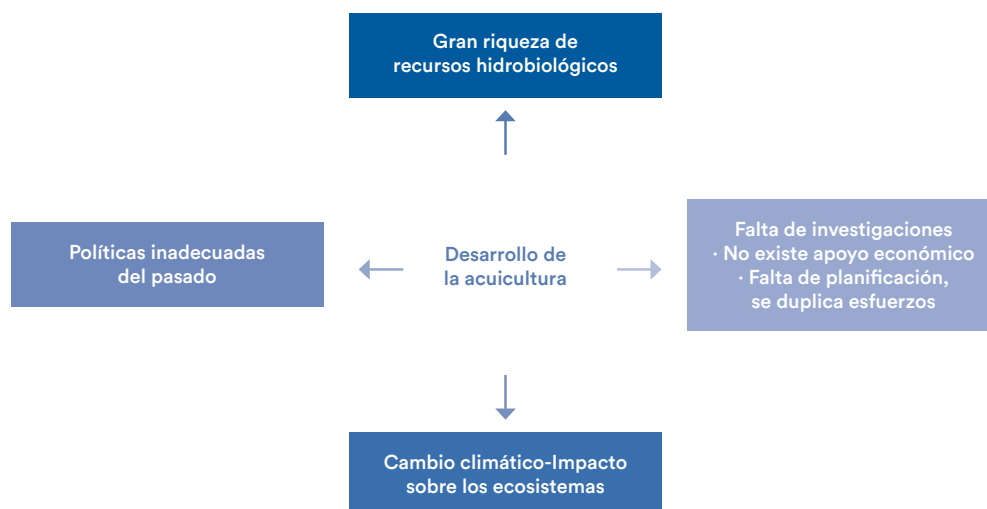 Gran riqueza de
recursos hidrobiológicos
Políticas inadecuadas
del pasado
Desarrollo de
la acuicultura
Falta de investigaciones
· No existe apoyo económico
· Falta de planificación,
se duplica esfuerzos
Cambio climático-Impacto
sobre los ecosistemas